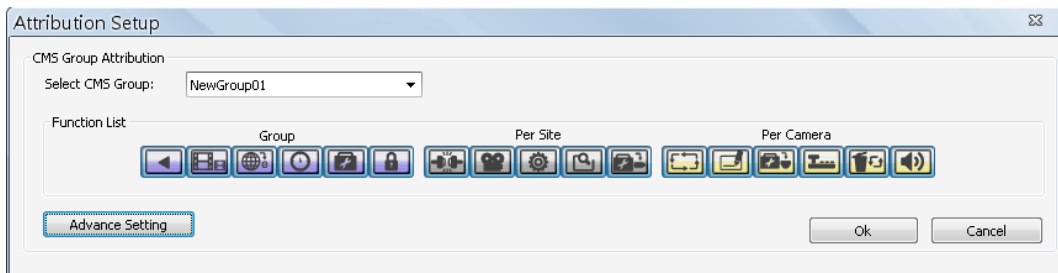 Attribution Setup
CMS Group Attribution
Select CMS Group: NewGroup01
Function List
Group Per Site Per Camera
Advance Setting Ok Cancel